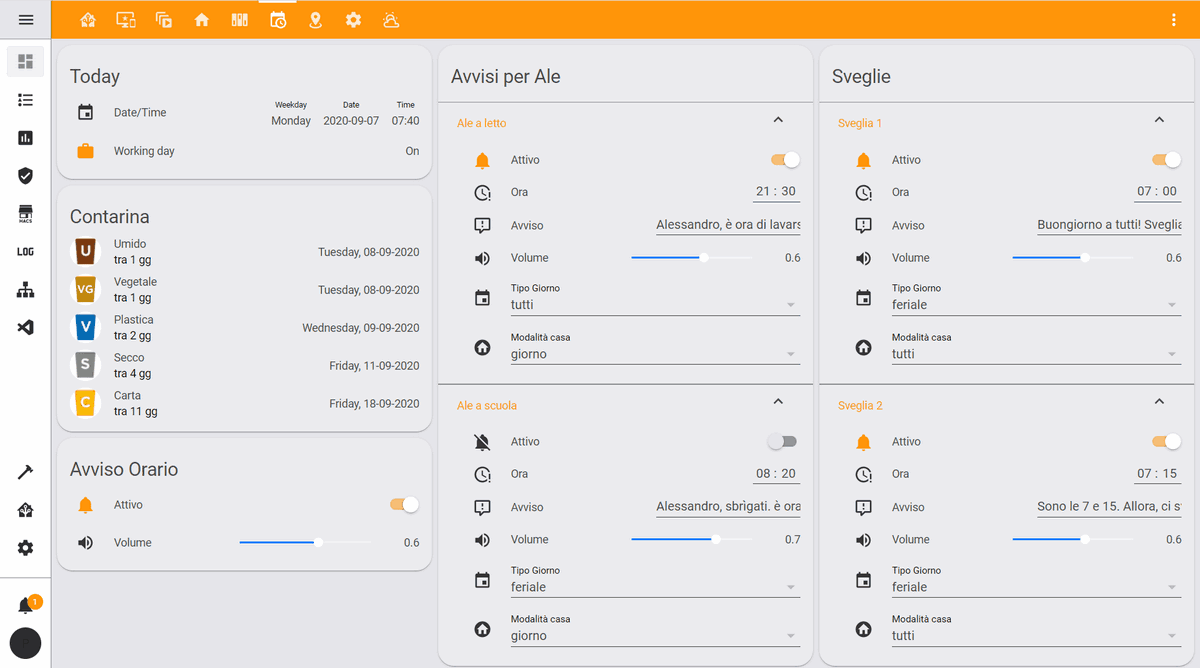 Today
Date/Time
Weekday Date Time
Monday 2020-09-07 07:40
Working day On
Contarina
U Umido
tra 1 gg Tuesday, 08-09-2020
VG Vegetale
tra 1 gg Tuesday, 08-09-2020
V Plastica
tra 2 gg Wednesday, 09-09-2020
S Secco
tra 4 gg Friday, 11-09-2020
C Carta
tra 11 gg Friday, 18-09-2020
Avviso Orario
Attivo
Volume 0.6
Avvisi per Ale
Ale a letto
Attivo
Ora 21 : 30
Avviso Alessandro, è ora di lavars
Volume 0.6
Tipo Giorno
tutti
Modalità casa
giorno
Ale a scuola
Attivo
Ora 08 : 20
Avviso Alessandro, sbrigati. è ora
Volume 0.7
Tipo Giorno
feriale
Modalità casa
giorno
Sveglie
Sveglia 1
Attivo
Ora 07 : 00
Avviso Buongiorno a tutti! Sveglia
Volume 0.6
Tipo Giorno
feriale
Modalità casa
tutti
Sveglia 2
Attivo
Ora 07 : 15
Avviso Sono le 7 e 15. Allora, ci s
Volume 0.6
Tipo Giorno
feriale
Modalità casa
tutti
HACS
LOG
1